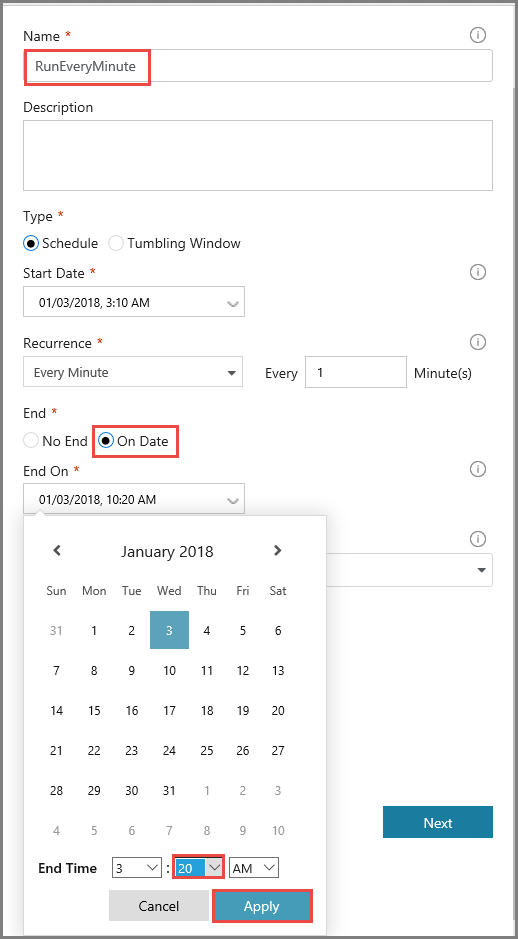 Name *
RunEveryMinute
Description
Type *
Schedule Tumbling Window
Start Date *
01/03/2018, 3:10 AM
Recurrence *
Every Minute Every 1 Minute(s)
End *
No End On Date
End On *
01/03/2018, 10:20 AM
January 2018
Sun Mon Tue Wed Thu Fri Sat
31 1 2 3 4 5 6
7 8 9 10 11 12 13
14 15 16 17 18 19 20
21 22 23 24 25 26 27
28 29 30 31 1 2 3
4 5 6 7 8 9 10
End Time 3 : 20 AM
Cancel Apply
Next